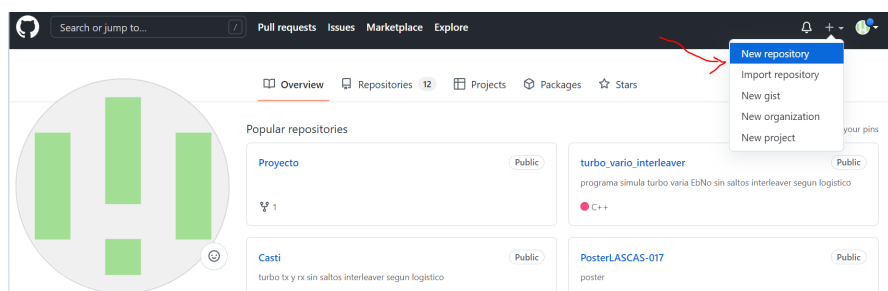 Search or jump to... / Pull requests Issues Marketplace Explore
New repository
Import repository
New gist
New organization
New project
Overview Repositories 12 Projects Packages Stars
Popular repositories your pins
Proyecto Public
1
turbo_vario_interleaver Public
programa simula turbo varia EbNo sin saltos interleaver segun logistico
C++
Casti Public
turbo tx y rx sin saltos interleaver segun logistico
PosterLASCAS-017 Public
poster